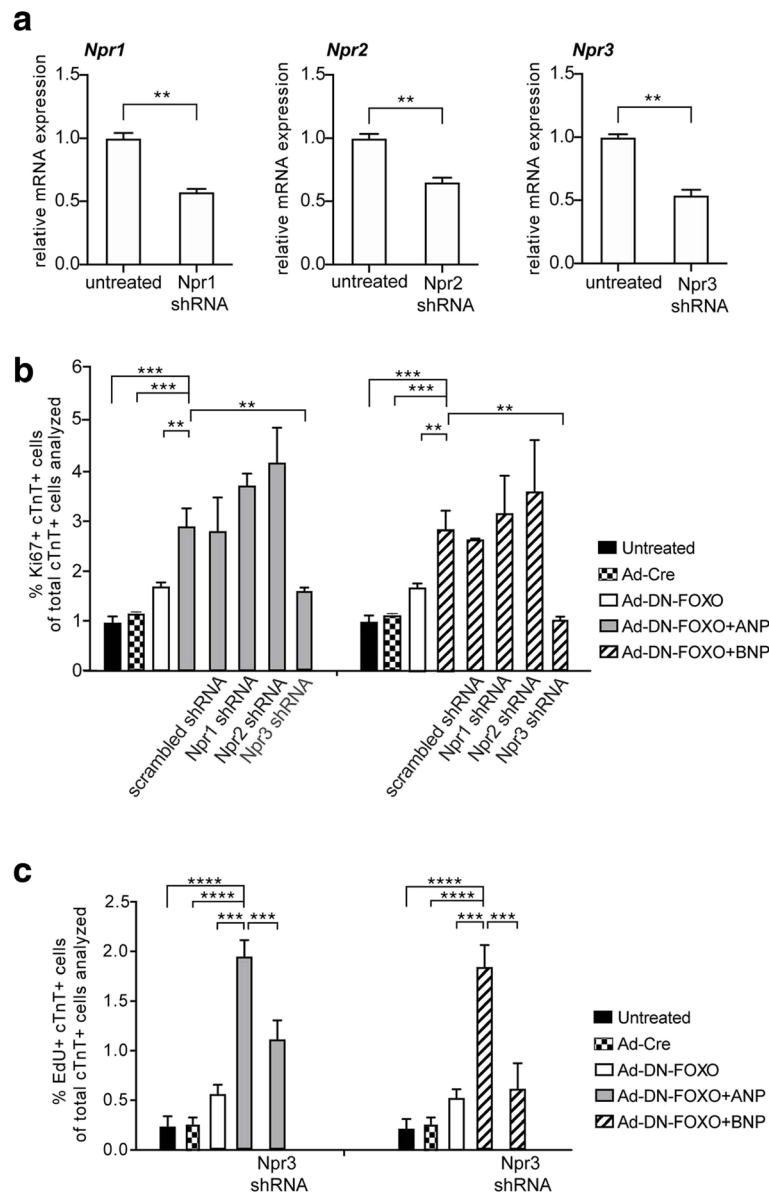 a
Npr1
relative mRNA expression
1.5
1.0
0.5
0.0
**
untreated
Npr1
shRNA
Npr2
relative mRNA expression
1.5
1.0
0.5
0.0
**
untreated
Npr2
shRNA
Npr3
relative mRNA expression
1.5
1.0
0.5
0.0
**
untreated
Npr3
shRNA
b
% Ki67+ cTnT+ cells
of total cTnT+ cells analyzed
6
5
4
3
2
1
0
***
***
**
**
***
***
**
**
scrambled shRNA
Npr1 shRNA
Npr2 shRNA
Npr3 shRNA
scrambled shRNA
Npr1 shRNA
Npr2 shRNA
Npr3 shRNA
Untreated
Ad-Cre
Ad-DN-FOXO
Ad-DN-FOXO+ANP
Ad-DN-FOXO+BNP
c
% EdU+ cTnT+ cells
of total cTnT+ cells analyzed
2.5
2.0
1.5
1.0
0.5
0.0
****
****
*** ***
****
****
*** ***
Npr3
shRNA
Npr3
shRNA
Untreated
Ad-Cre
Ad-DN-FOXO
Ad-DN-FOXO+ANP
Ad-DN-FOXO+BNP